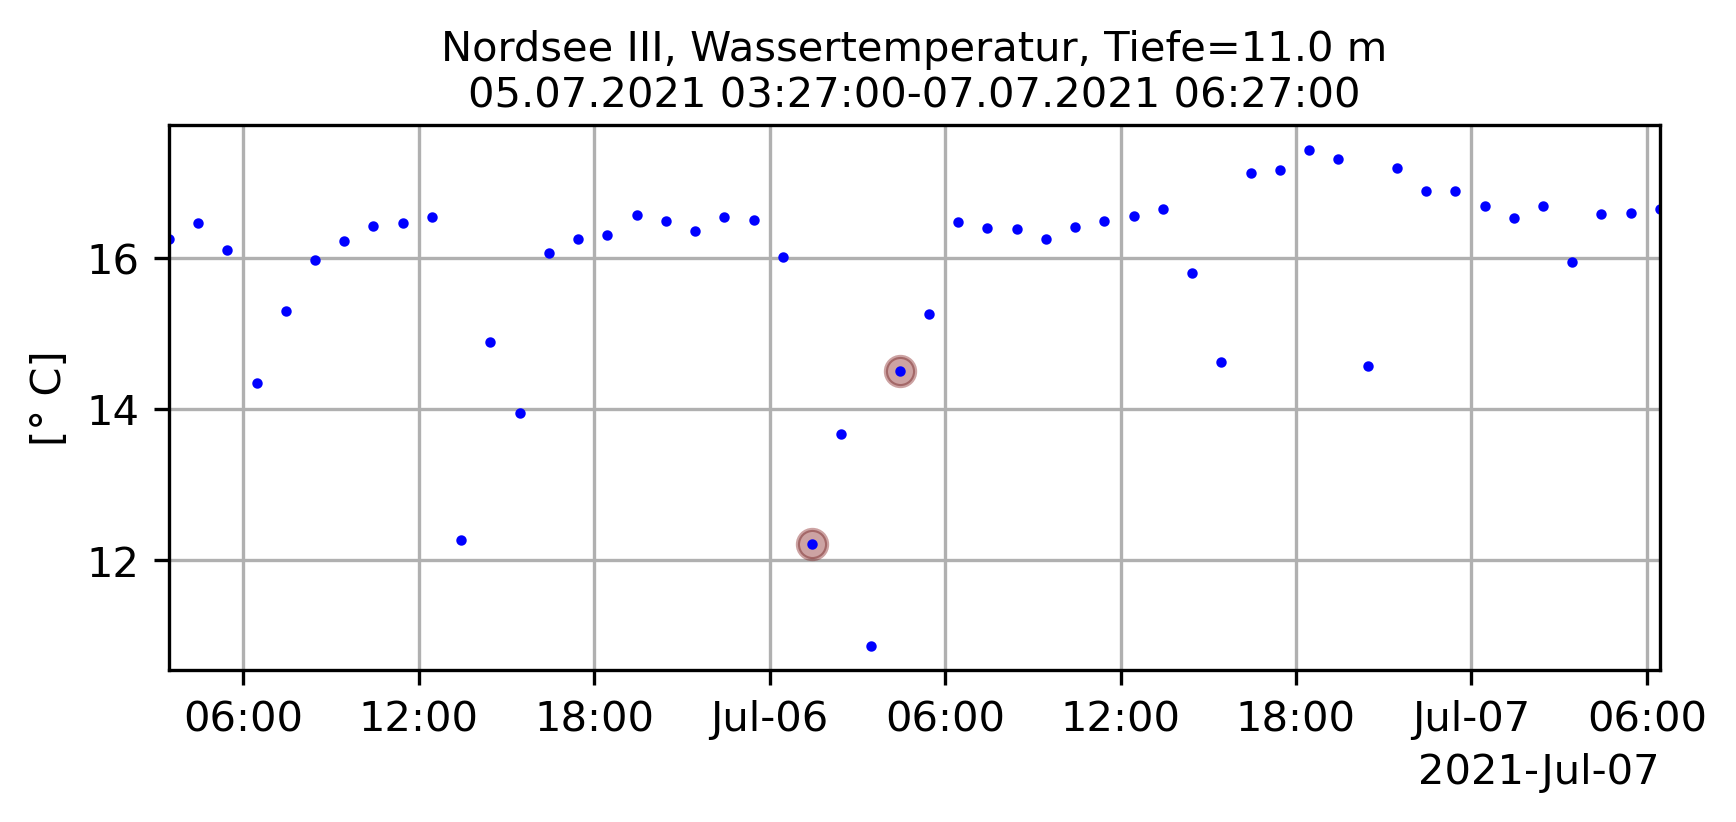 Nordsee III, Wassertemperatur, Tiefe=11.0 m
05.07.2021 03:27:00-07.07.2021 06:27:00
[° C]
16
14
12
06:00 12:00 18:00 Jul-06 06:00 12:00 18:00 Jul-07 06:00
2021-Jul-07